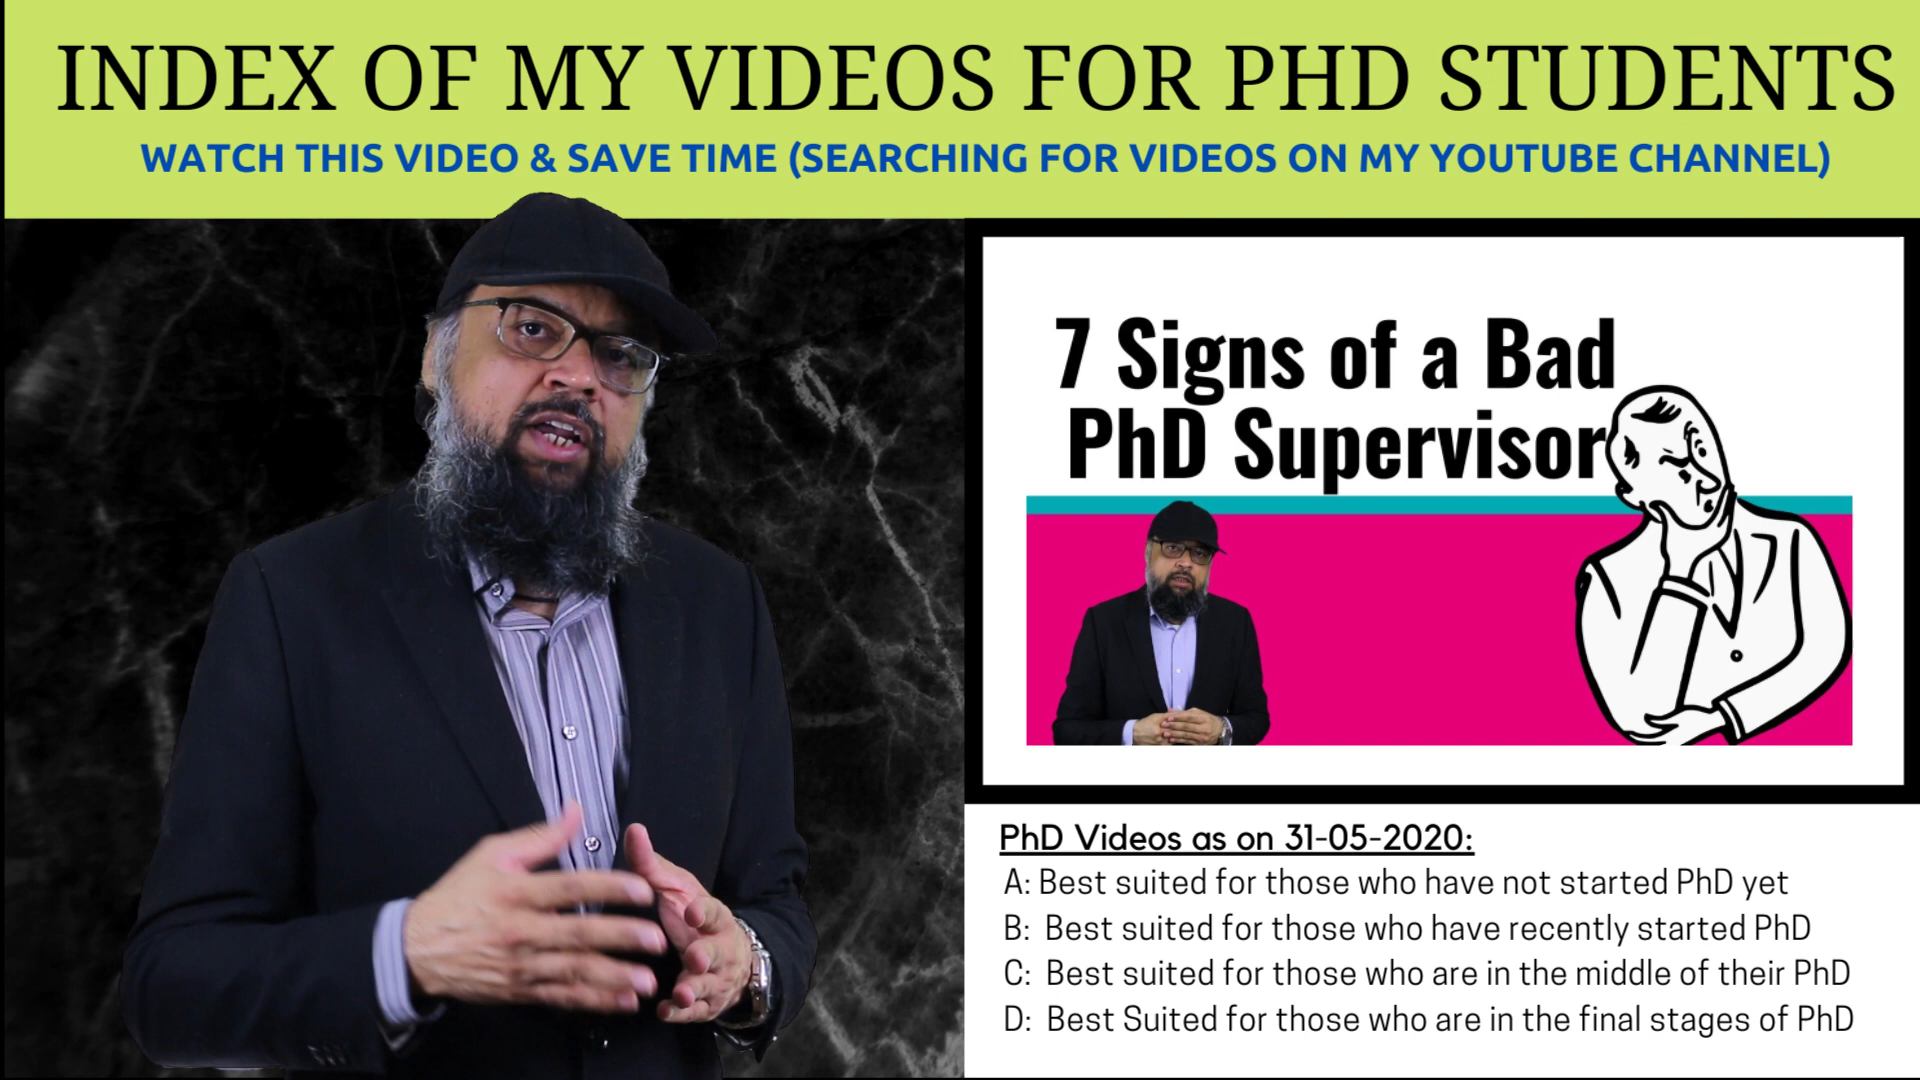 INDEX OF MY VIDEOS FOR PHD STUDENTS
WATCH THIS VIDEO & SAVE TIME (SEARCHING FOR VIDEOS ON MY YOUTUBE CHANNEL)
7 Signs of a Bad
PhD Supervisor
PhD Videos as on 31-05-2020:
A: Best suited for those who have not started PhD yet
B: Best suited for those who have recently started PhD
C: Best suited for those who are in the middle of their PhD
D: Best Suited for those who are in the final stages of PhD